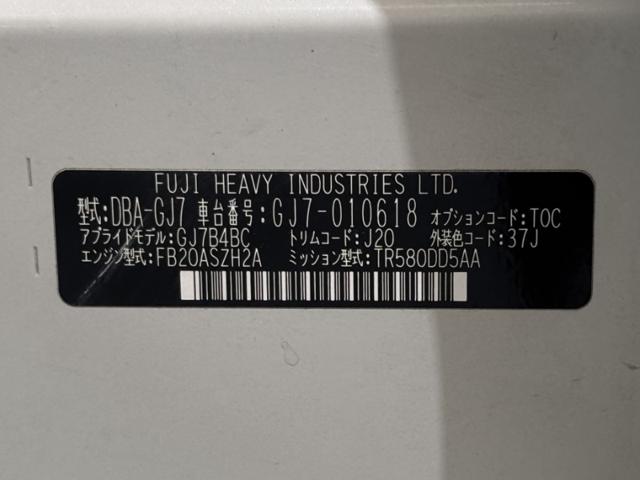 FUJI HEAVY INDUSTRIES LTD.
型式:DBA-GJ7 車台番号:GJ7-010618 オプションコード:TOC
アプライドモデル:GJ7B4BC トリムコード:J20 外装色コード:37J
エンジン型式:FB20ASZH2A ミッション型式:TR580DD5AA